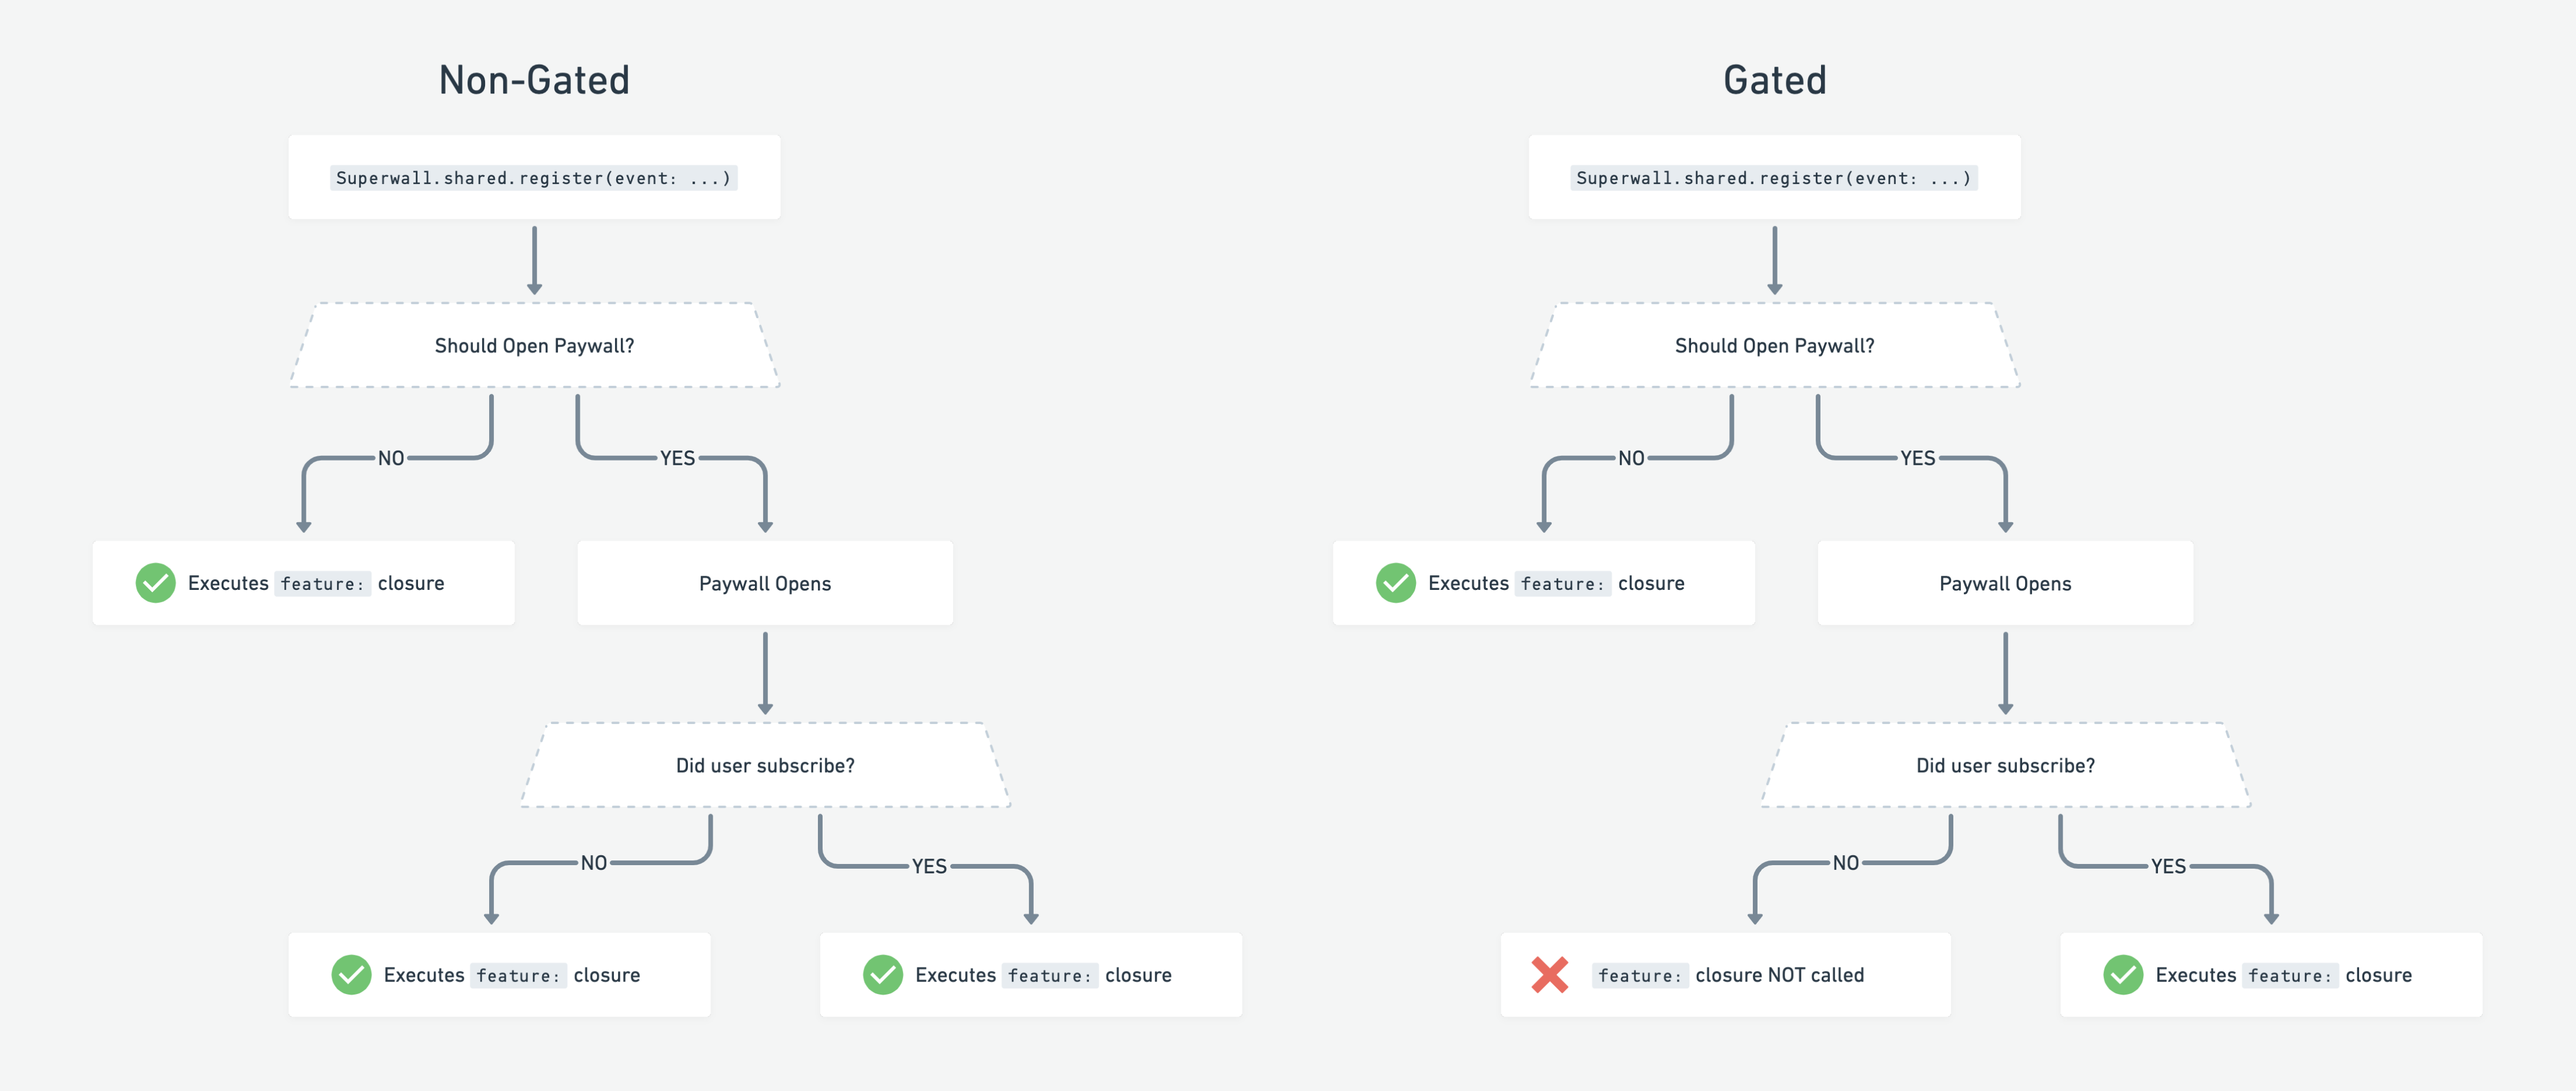 Non-Gated
Superwall.shared.register(event: ...)
Should Open Paywall?
NO
YES
Executes feature: closure
Paywall Opens
Did user subscribe?
NO
YES
Executes feature: closure
Executes feature: closure
Gated
Superwall.shared.register(event: ...)
Should Open Paywall?
NO
YES
Executes feature: closure
Paywall Opens
Did user subscribe?
NO
YES
feature: closure NOT called
Executes feature: closure